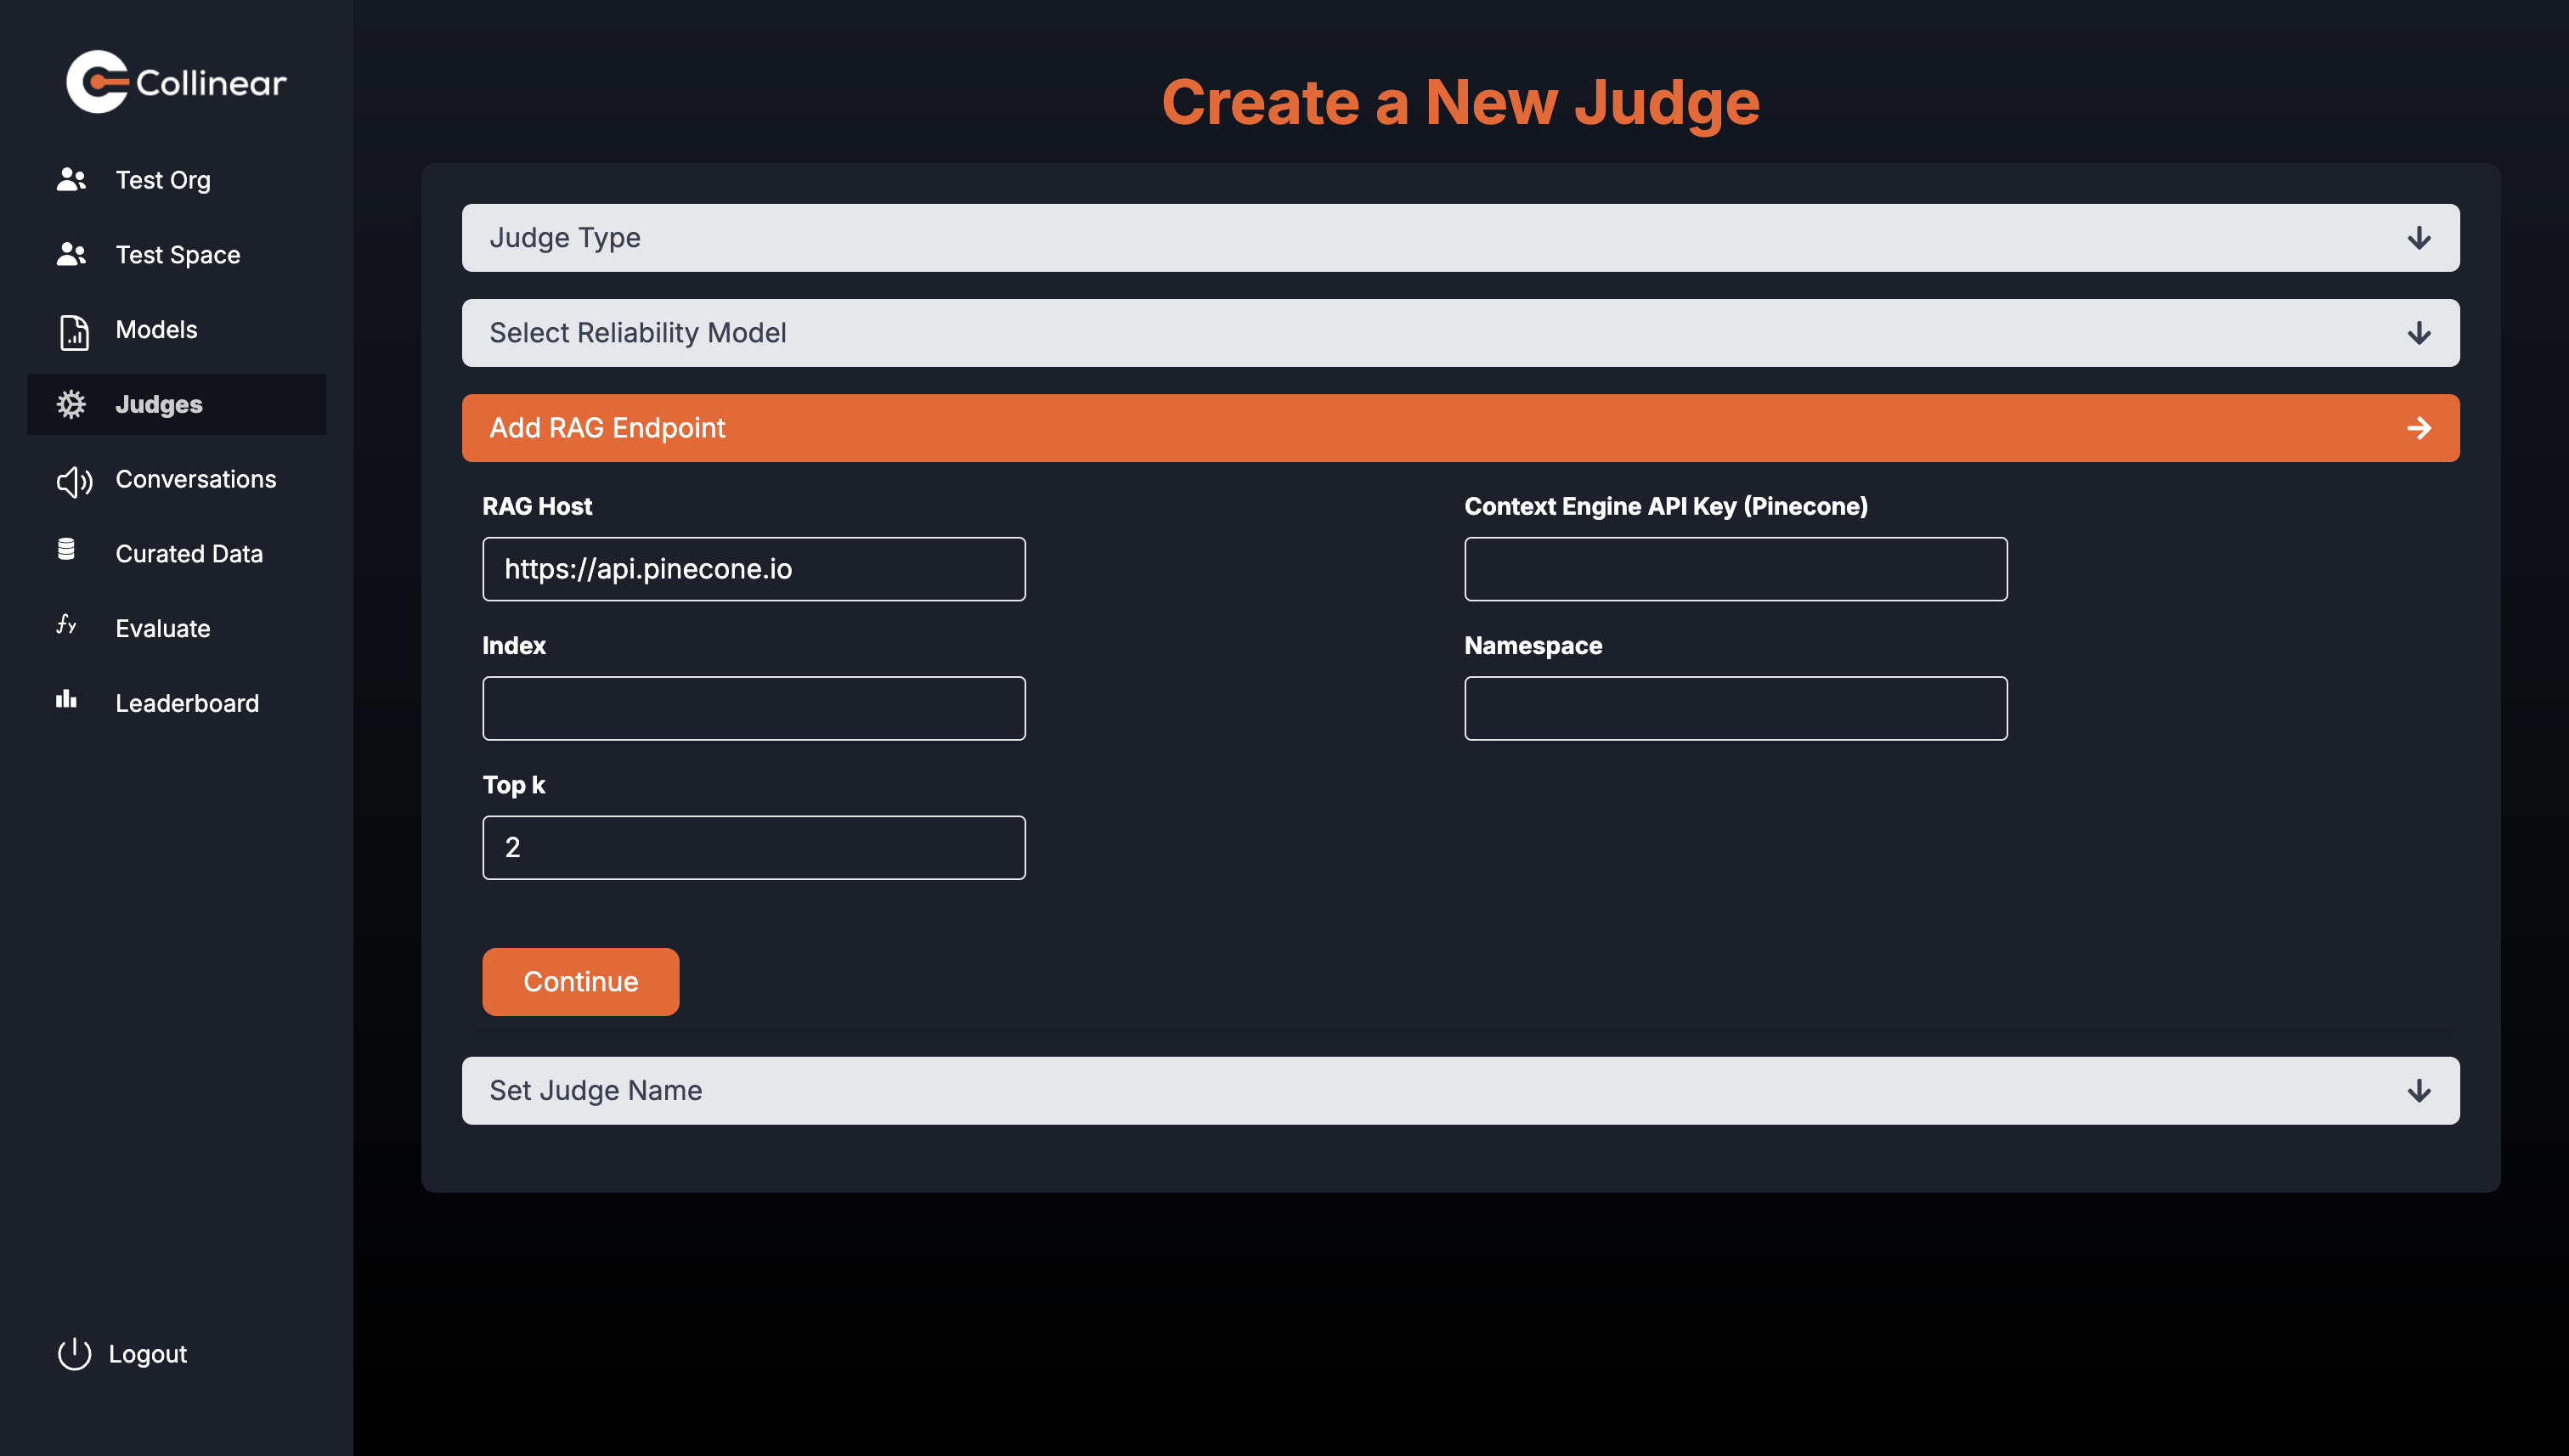 Collinear
Test Org
Test Space
Models
Judges
Conversations
Curated Data
Evaluate
Leaderboard
Logout
Create a New Judge
Judge Type
Select Reliability Model
Add RAG Endpoint
RAG Host
https://api.pinecone.io
Context Engine API Key (Pinecone)
Index
Namespace
Top k
2
Continue
Set Judge Name